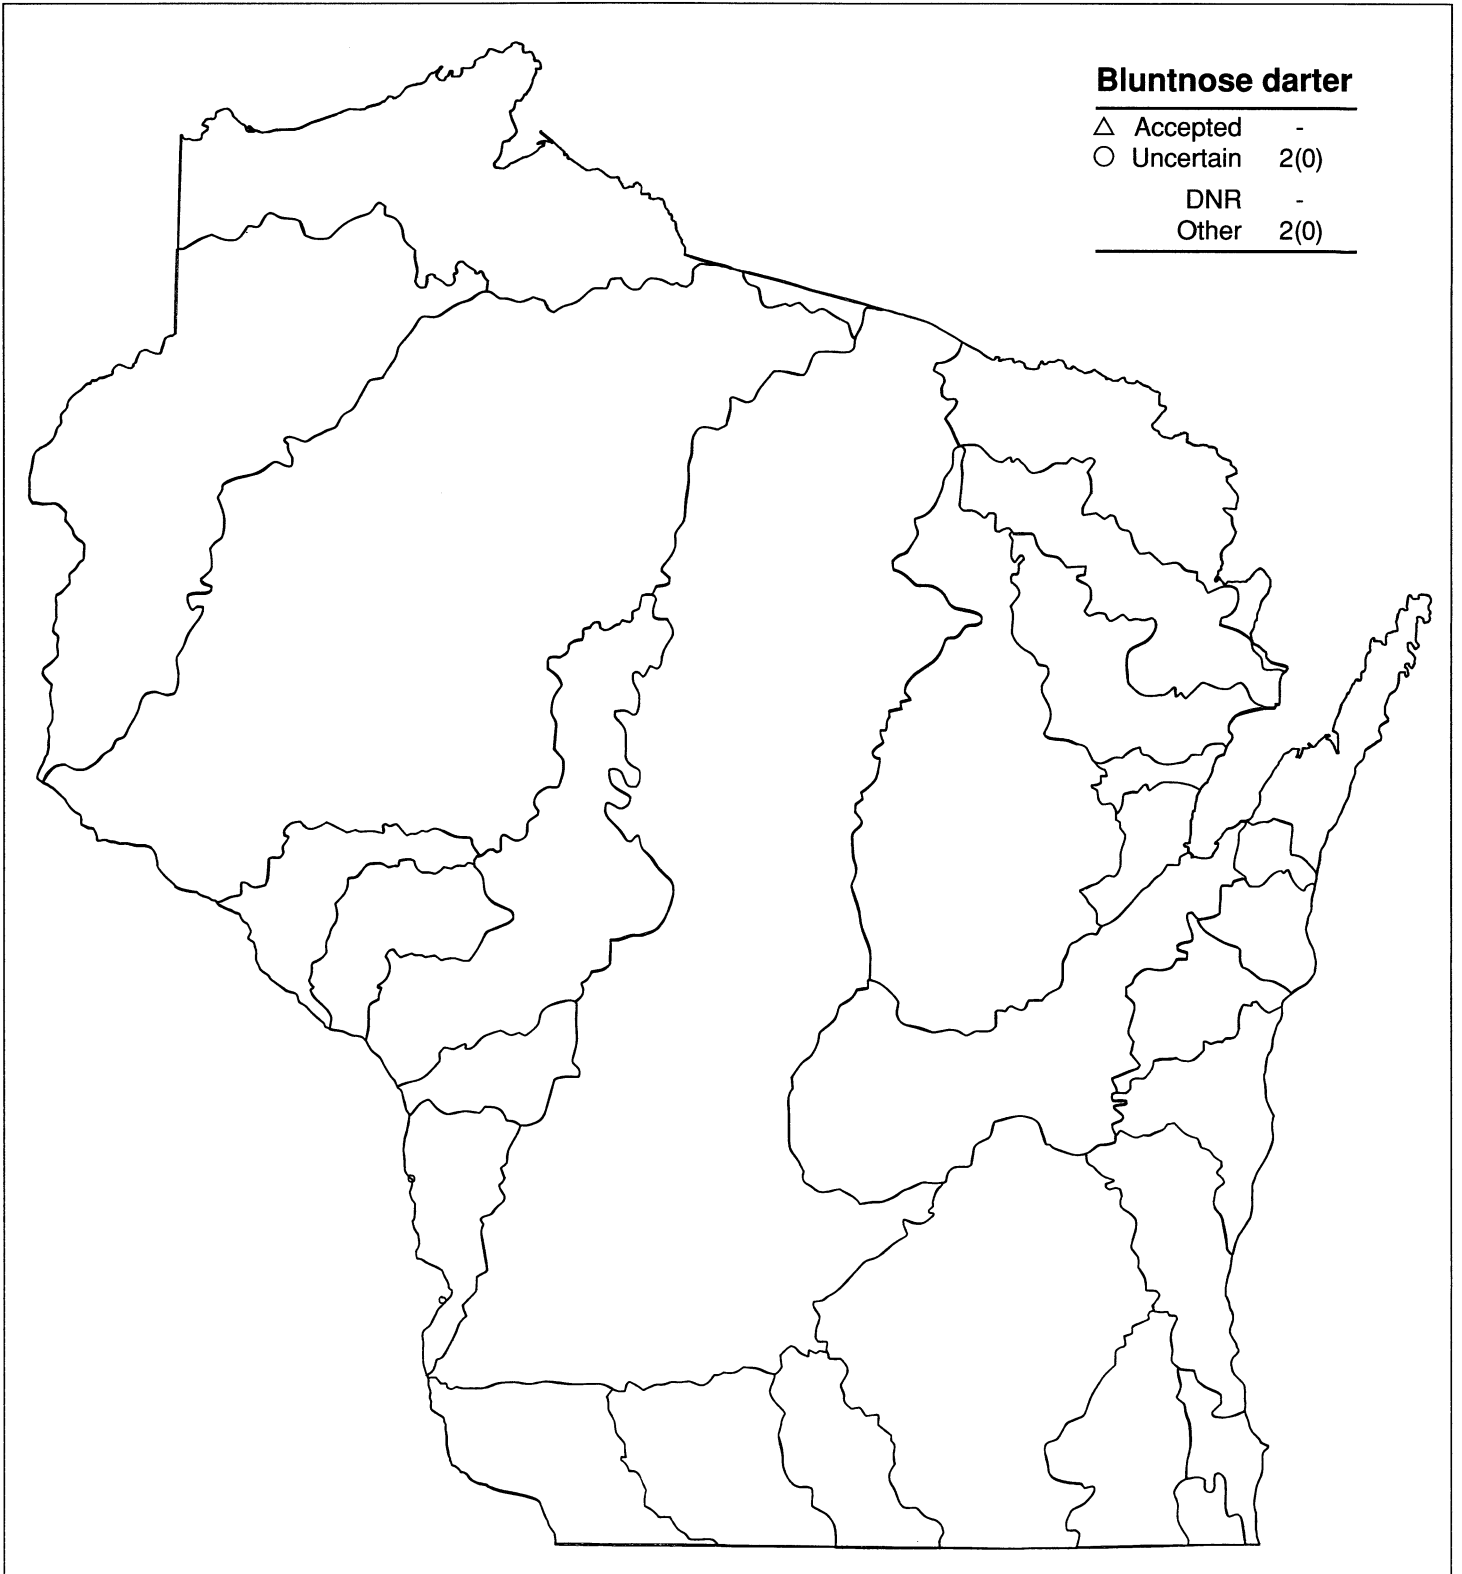 Bluntnose darter
△ Accepted -
○ Uncertain 2(0)
DNR -
Other 2(0)